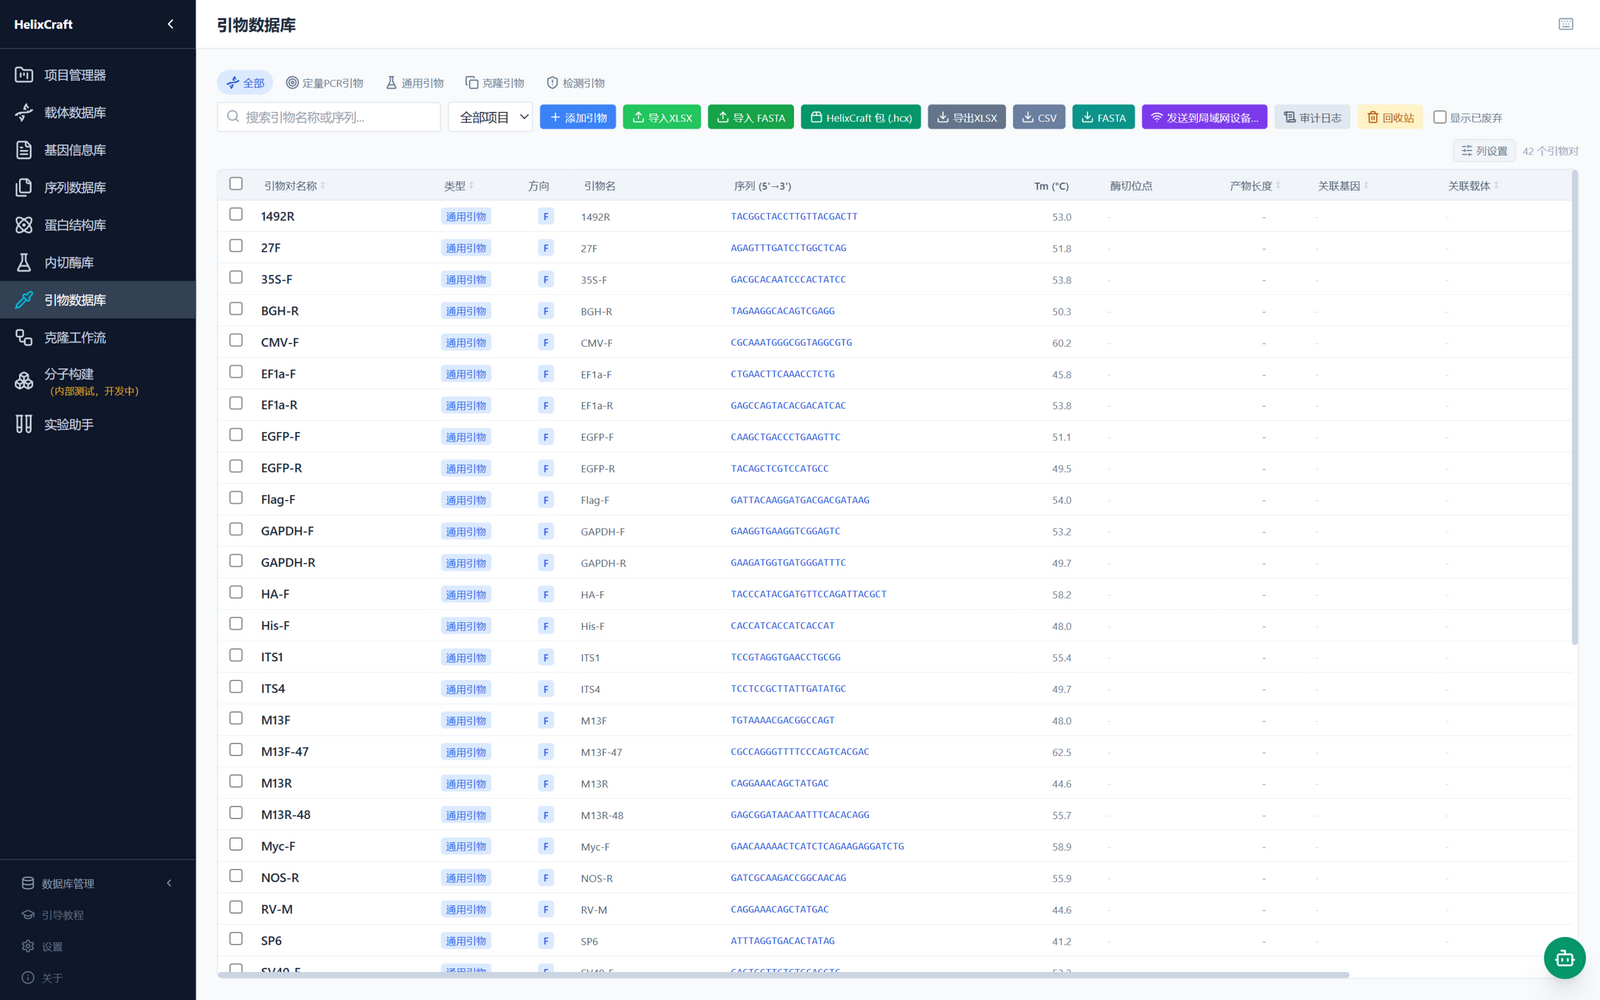 HelixCraft
项目管理器
载体数据库
基因信息库
序列数据库
蛋白结构库
内切酶库
引物数据库
克隆工作流
分子构建
（内部测试，开发中）
实验助手
数据库管理
引导教程
设置
关于
引物数据库
全部 定量PCR引物 通用引物 克隆引物 检测引物
搜索引物名称或序列... 全部项目 添加引物 导入XLSX 导入 FASTA HelixCraft 包 (.hcx) 导出XLSX CSV FASTA 发送到局域网设备... 审计日志 回收站 显示已废弃
列设置 42 个引物对
引物对名称 类型 方向 引物名 序列 (5'→3') Tm (°C) 酶切位点 产物长度 关联基因 关联载体
1492R 通用引物 F 1492R TACGGCTACCTTGTTACGACTT 53.0 - - - -
27F 通用引物 F 27F AGAGTTTGATCCTGGCTCAG 51.8 - - - -
35S-F 通用引物 F 35S-F GACGCACAATCCCACTATCC 53.8 - - - -
BGH-R 通用引物 F BGH-R TAGAAGGCACAGTCGAGG 50.3 - - - -
CMV-F 通用引物 F CMV-F CGCAAATGGGCGGTAGGCGTG 60.2 - - - -
EF1a-F 通用引物 F EF1a-F CTGAACTTCAAACCTCTG 45.8 - - - -
EF1a-R 通用引物 F EF1a-R GAGCCAGTACACGACATCAC 53.8 - - - -
EGFP-F 通用引物 F EGFP-F CAAGCTGACCCTGAAGTTC 51.1 - - - -
EGFP-R 通用引物 F EGFP-R TACAGCTCGTCCATGCC 49.5 - - - -
Flag-F 通用引物 F Flag-F GATTACAAGGATGACGACGATAAG 54.0 - - - -
GAPDH-F 通用引物 F GAPDH-F GAAGGTGAAGGTCGGAGTC 53.2 - - - -
GAPDH-R 通用引物 F GAPDH-R GAAGATGGTGATGGGATTTC 49.7 - - - -
HA-F 通用引物 F HA-F TACCCATACGATGTTCCAGATTACGCT 58.2 - - - -
His-F 通用引物 F His-F CACCATCACCATCACCAT 48.0 - - - -
ITS1 通用引物 F ITS1 TCCGTAGGTGAACCTGCGG 55.4 - - - -
ITS4 通用引物 F ITS4 TCCTCCGCTTATTGATATGC 49.7 - - - -
M13F 通用引物 F M13F TGTAAAACGACGGCCAGT 48.0 - - - -
M13F-47 通用引物 F M13F-47 CGCCAGGGTTTTCCCAGTCACGAC 62.5 - - - -
M13R 通用引物 F M13R CAGGAAACAGCTATGAC 44.6 - - - -
M13R-48 通用引物 F M13R-48 GAGCGGATAACAATTTCACACAGG 55.7 - - - -
Myc-F 通用引物 F Myc-F GAACAAAAACTCATCTCAGAAGAGGATCTG 58.9 - - - -
NOS-R 通用引物 F NOS-R GATCGCAAGACCGGCAACAG 55.9 - - - -
RV-M 通用引物 F RV-M CAGGAAACAGCTATGAC 44.6 - - - -
SP6 通用引物 F SP6 ATTTAGGTGACACTATAG 41.2 - - - -
SV40-F 通用引物 F SV40-F